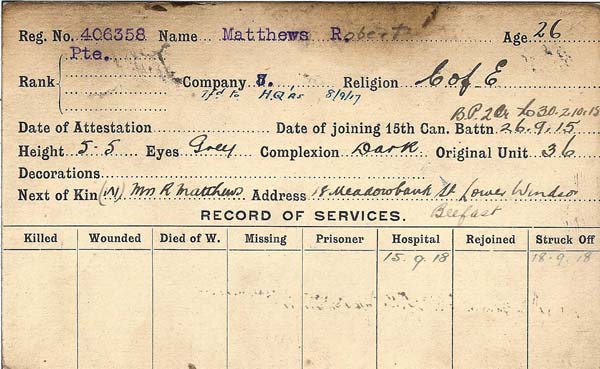 Reg. No. 406358 Name Matthews Robert Age 26
Pte.
Rank Company Religion C of E
Tfd to H.Qrs 8/9/17
B.P. 2 Or
Date of Attestation Date of joining 15th Can. Battn 26.9.15
Height 5-5 Eyes Grey Complexion Dark Original Unit 36
Decorations
Next of Kin (W) Mrs R Matthews Address 18 Meadowbank St Lower Windsor
Belfast
RECORD OF SERVICES.
Killed Wounded Died of W. Missing Prisoner Hospital Rejoined Struck Off
15.9.18 18.9.18